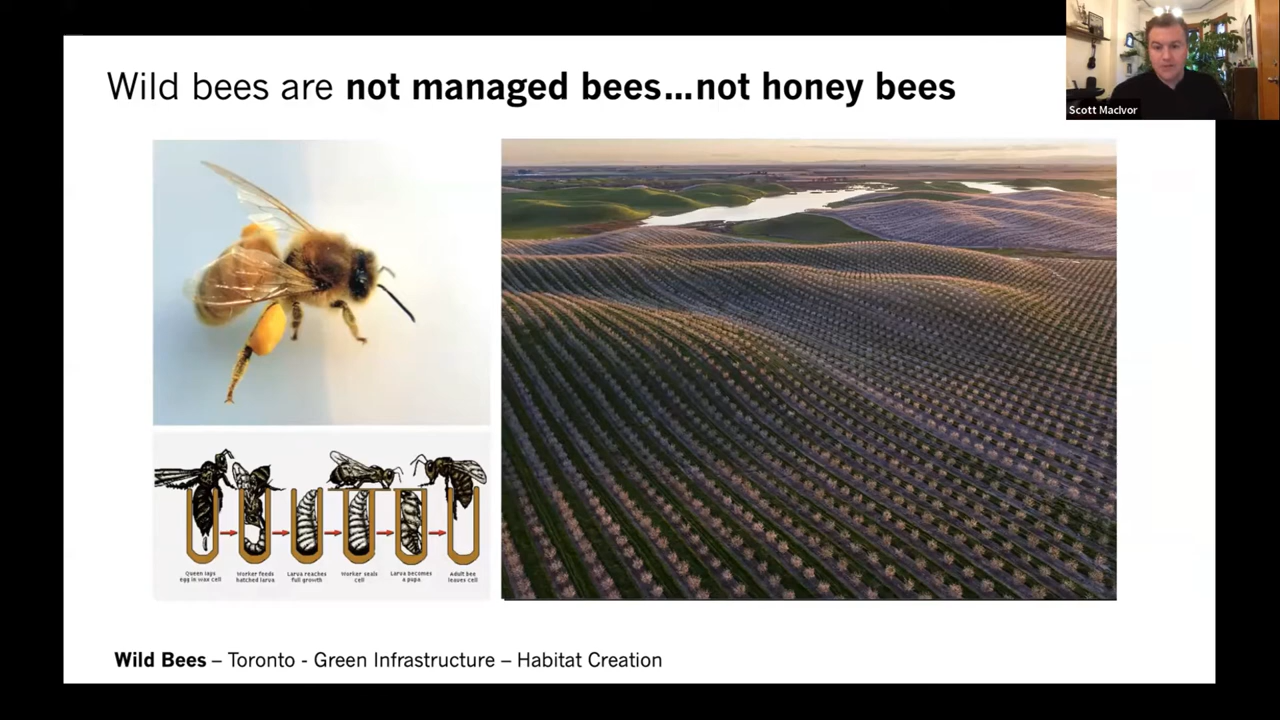 Wild bees are not managed bees...not honey bees
Scott MacIvor
Queen lays
egg in wax cell
Worker feeds
hatched larva
Larva reaches
full growth
Worker seals
cell
Larva becomes
a pupa
Adult bee
leaves cell
Wild Bees – Toronto - Green Infrastructure – Habitat Creation